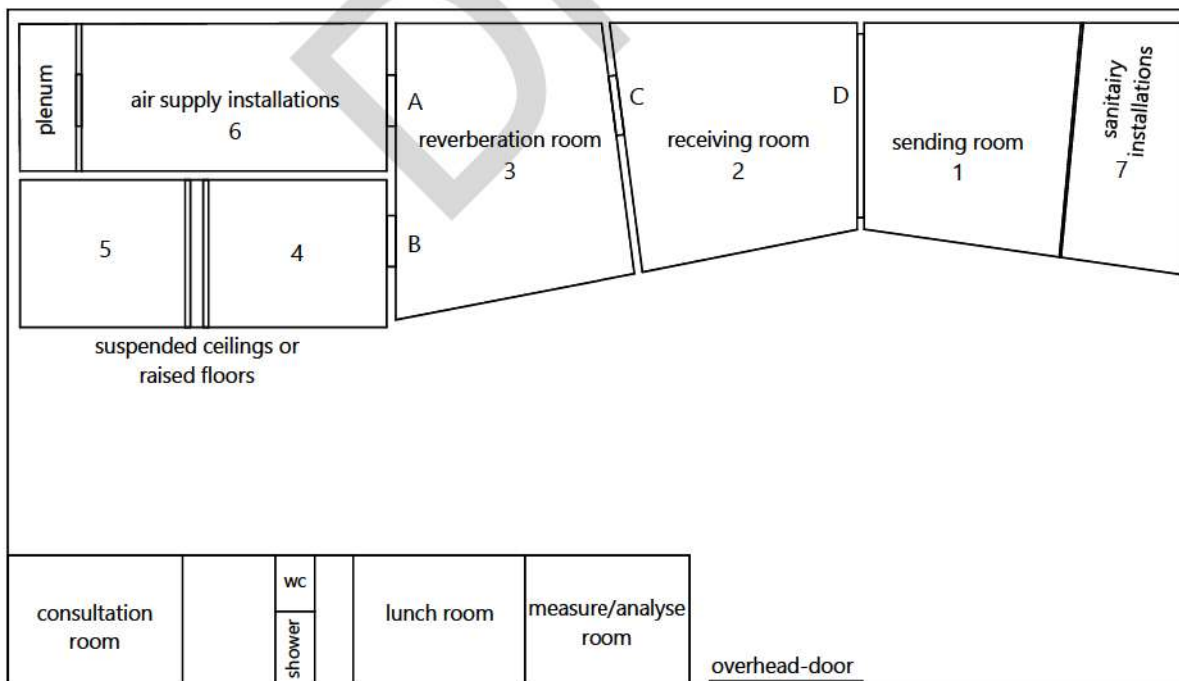 plenum
air supply installations
6
A
reverberation room
3
C
receiving room
2
D
sending room
1
sanitairy
installations
7
5
4
B
suspended ceilings or
raised floors
consultation
room
wc
shower
lunch room
measure/analyse
room
overhead-door